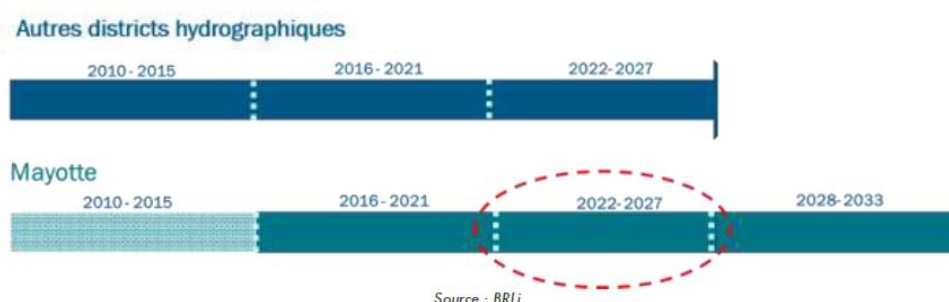 Autres districts hydrographiques
2010-2015 2016-2021 2022-2027
Mayotte
2010-2015 2016-2021 2022-2027 2028-2033
Source : BRLi